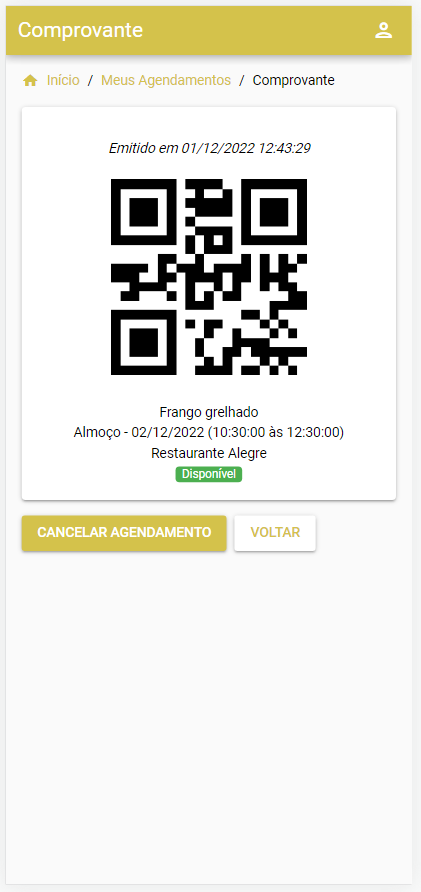 Comprovante
Início / Meus Agendamentos / Comprovante
Emitido em 01/12/2022 12:43:29
Frango grelhado
Almoço - 02/12/2022 (10:30:00 às 12:30:00)
Restaurante Alegre
Disponível
CANCELAR AGENDAMENTO VOLTAR